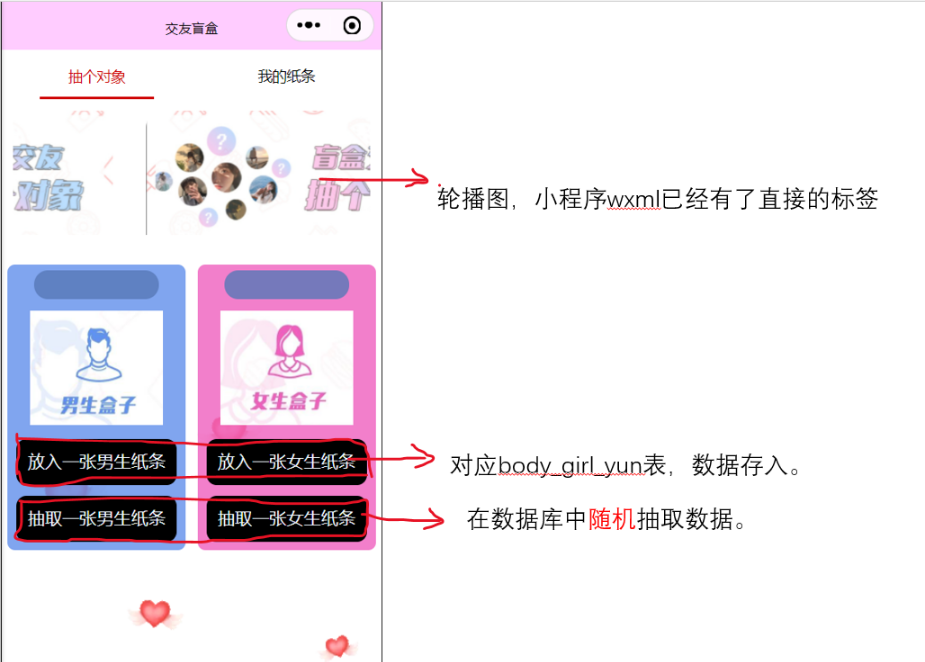 交友盲盒
抽个对象 我的纸条
交友 盲盒
对象 抽个
?
?
?
轮播图，小程序wxml已经有了直接的标签
男生盒子 女生盒子
放入一张男生纸条 放入一张女生纸条
对应body_girl_yun表，数据存入。
抽取一张男生纸条 抽取一张女生纸条
在数据库中随机抽取数据。